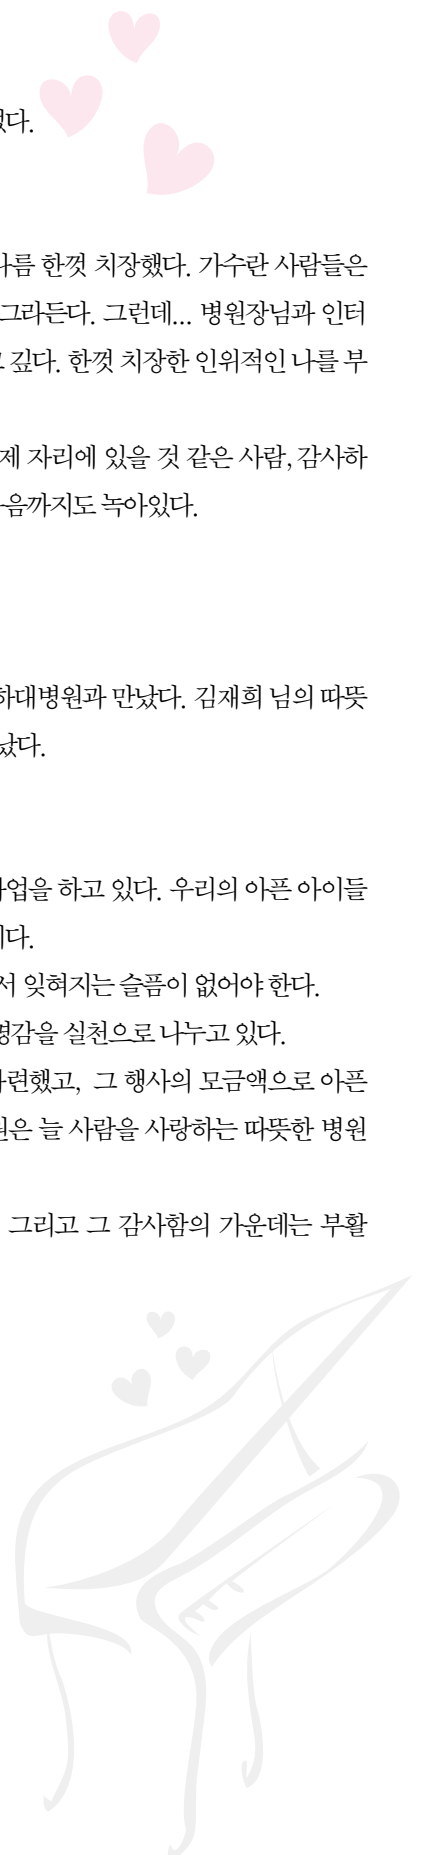 다.
나름 한껏 치장했다. 가수란 사람들은
그라든다. 그런데... 병원장님과 인터
깊다. 한껏 치장한 인위적인 나를 부
제 자리에 있을 것 같은 사람, 감사하
음까지도 녹아있다.
하대병원과 만났다. 김재희 님의 따뜻
났다.
사업을 하고 있다. 우리의 아픈 아이들
이다.
서 잊혀지는 슬픔이 없어야 한다.
명감을 실천으로 나누고 있다.
마련했고, 그 행사의 모금액으로 아픈
원은 늘 사람을 사랑하는 따뜻한 병원
그리고 그 감사함의 가운데는 부활